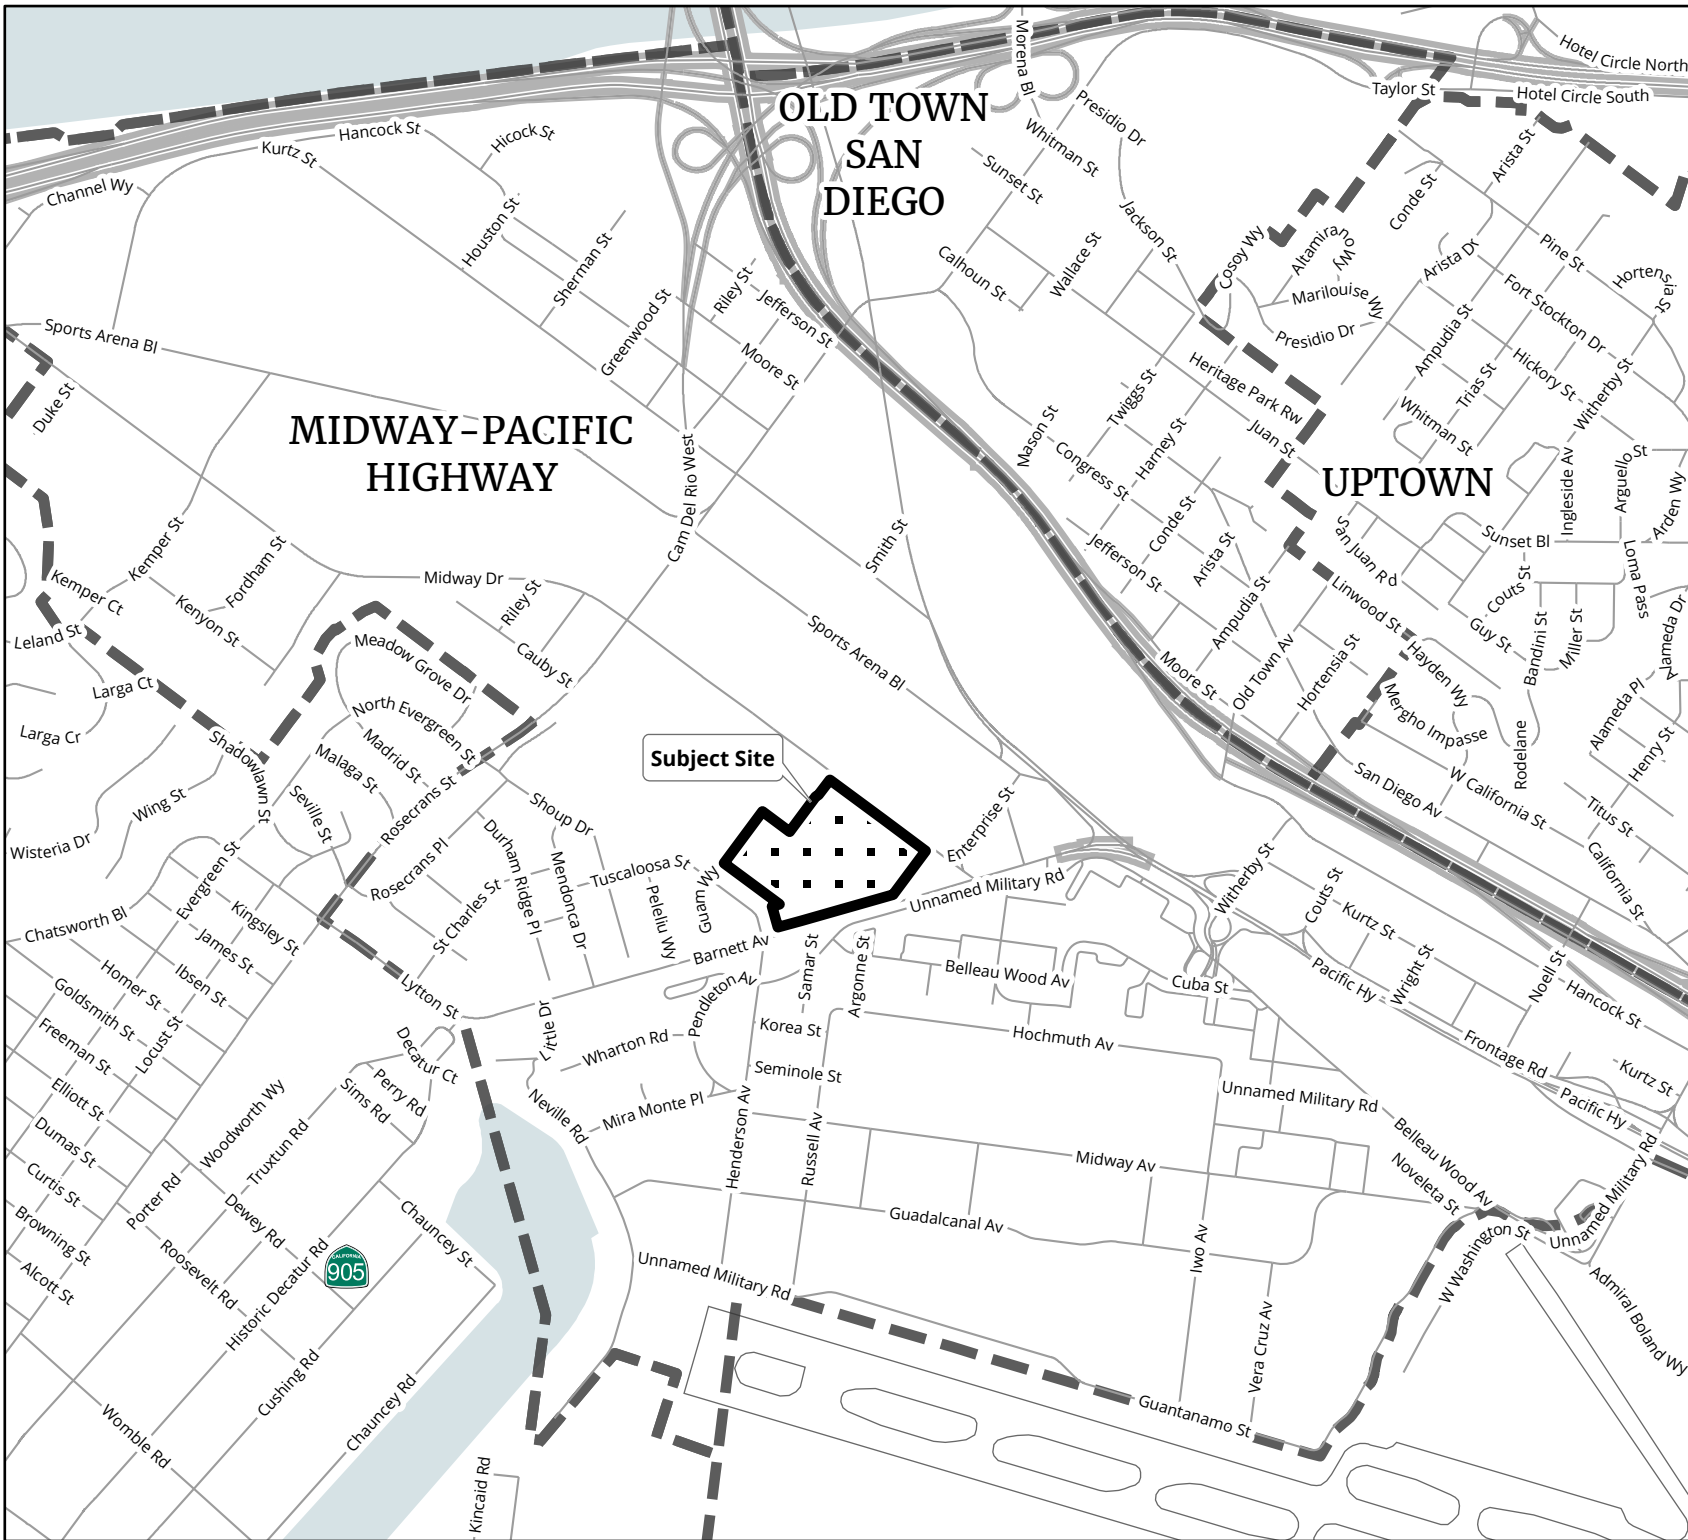 Morena Bl
Hotel Circle North
Taylor St
Hotel Circle South
OLD TOWN
SAN
DIEGO
Presidio Dr
Hancock St
Hicock St
Kurtz St
Whitman St
Arista St
Channel Wy
Sunset St
Conde St
Houston St
Jackson St
Cosoy Wy
Altamirano Wy
Pine St
Sherman St
Calhoun St
Wallace St
Arista Dr
Hortensia St
Riley St
Marilouise Wy
Fort Stockton Dr
Greenwood St
Jefferson St
Presidio Dr
Ampudia St
Sports Arena Bl
Moore St
Heritage Park Rw
Hickory St
Witherby St
Duke St
Twiggs St
Trias St
MIDWAY-PACIFIC
HIGHWAY
Mason St
Harney St
Juan St
Whitman St
Cam Del Rio West
Congress St
UPTOWN
Ingleside Av
Arguello St
Arden Wy
Kemper St
Smith St
Conde St
San Juan Rd
Sunset Bl
Fordham St
Jefferson St
Arista St
Loma Pass
Kemper Ct
Midway Dr
Riley St
Couts St
Kenyon St
Ampudia St
Linwood St
Guy St
Bandini St
Miller St
Alameda Dr
Leland St
Meadow Grove Dr
Cauby St
Sports Arena Bl
Moore St
Old Town Av
Hortensia St
Hayden Wy
Larga Ct
North Evergreen St
Mergho Impasse
Alameda Pl
Larga Cr
Shadowlawn St
Madrid St
Malaga St
Subject Site
Rodelane
Henry St
Wing St
Seville St
Rosecrans St
Shoup Dr
Enterprise St
San Diego Av
W California St
Titus St
Wisteria Dr
Rosecrans Pl
Durham Ridge Pl
Mendonca Dr
Tuscaloosa St
Guam Wy
Unnamed Military Rd
Witherby St
Couts St
California St
Evergreen St
Peleliu Wy
Chatsworth Bl
Kingsley St
St Charles St
Kurtz St
James St
Barnett Av
Samar St
Argonne St
Belleau Wood Av
Cuba St
Pacific Hy
Wright St
Noell St
Homer St
Ibsen St
Lytton St
Pendleton Av
Hancock St
Goldsmith St
Little Dr
Korea St
Hochmuth Av
Freeman St
Locust St
Decatur Ct
Wharton Rd
Frontage Rd
Kurtz St
Elliott St
Perry Rd
Sims Rd
Seminole St
Unnamed Military Rd
Pacific Hy
Woodworth Wy
Neville Rd
Mira Monte Pl
Dumas St
Truxtun Rd
Henderson Av
Russell Av
Midway Av
Belleau Wood Av
Noveleta St
Unnamed Military Rd
Curtis St
Porter Rd
Dewey Rd
Chauncey St
Guadalcanal Av
Browning St
Roosevelt Rd
Historic Decatur Rd
CALIFORNIA
905
Iwo Av
W Washington St
Alcott St
Unnamed Military Rd
Admiral Boland Wy
Cushing Rd
Vera Cruz Av
Chauncey Rd
Guantanamo St
Womble Rd
Kincaid Rd